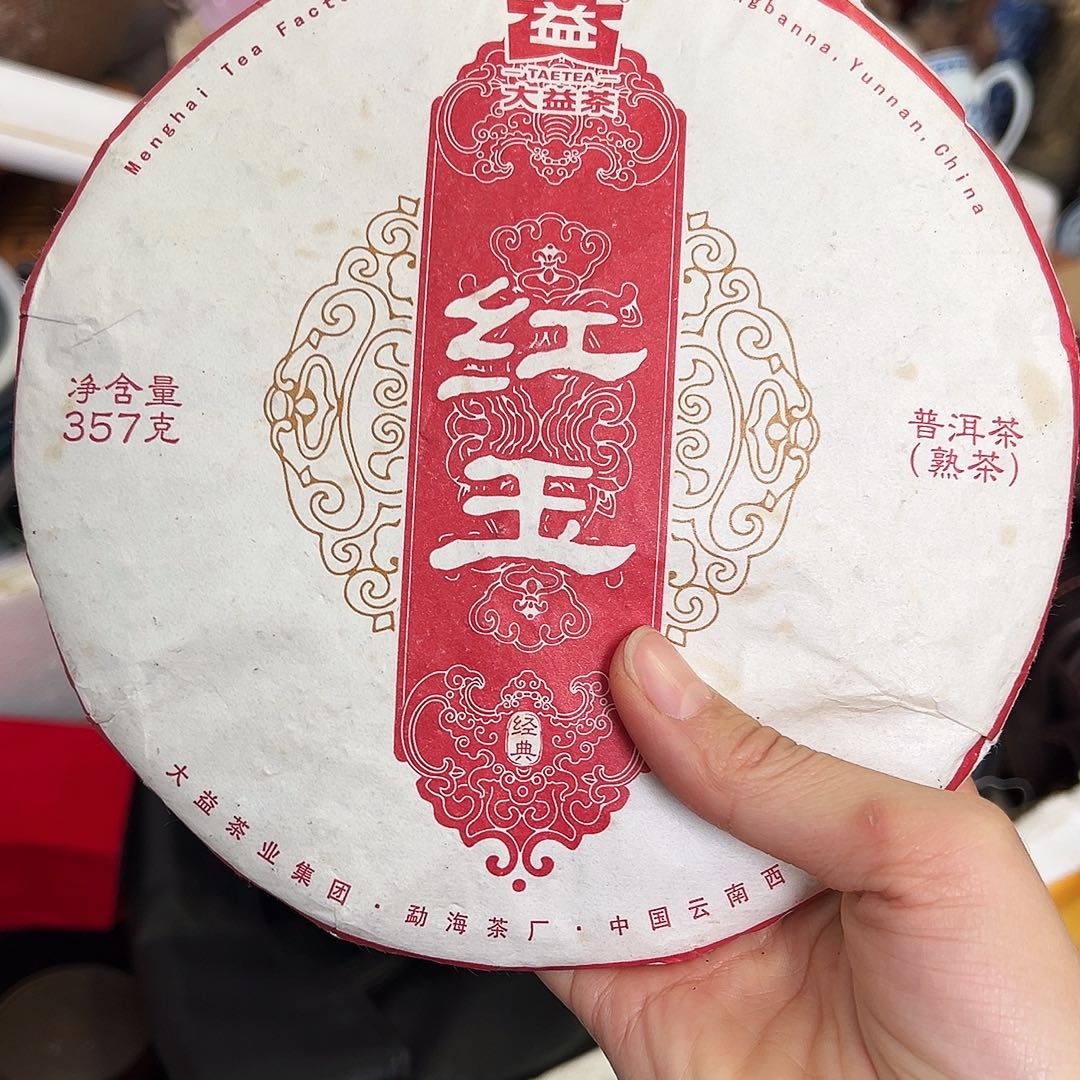 Menghai Tea Facto
ngbanna, Yunnan, China
益
TAETEA
大益茶
红玉
净含量
357克
普洱茶
(熟茶)
经典
大益茶业集团·勐海茶厂·中国云南西